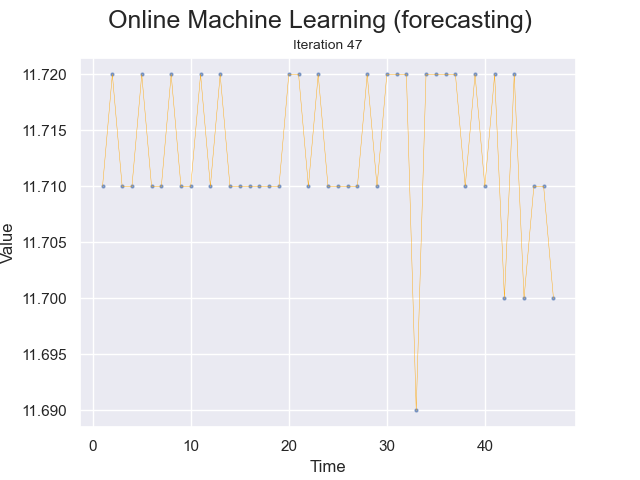 Online Machine Learning (forecasting)
Iteration 47
11.720
11.715
11.710
11.705
11.700
11.695
11.690
Value
0 10 20 30 40
Time